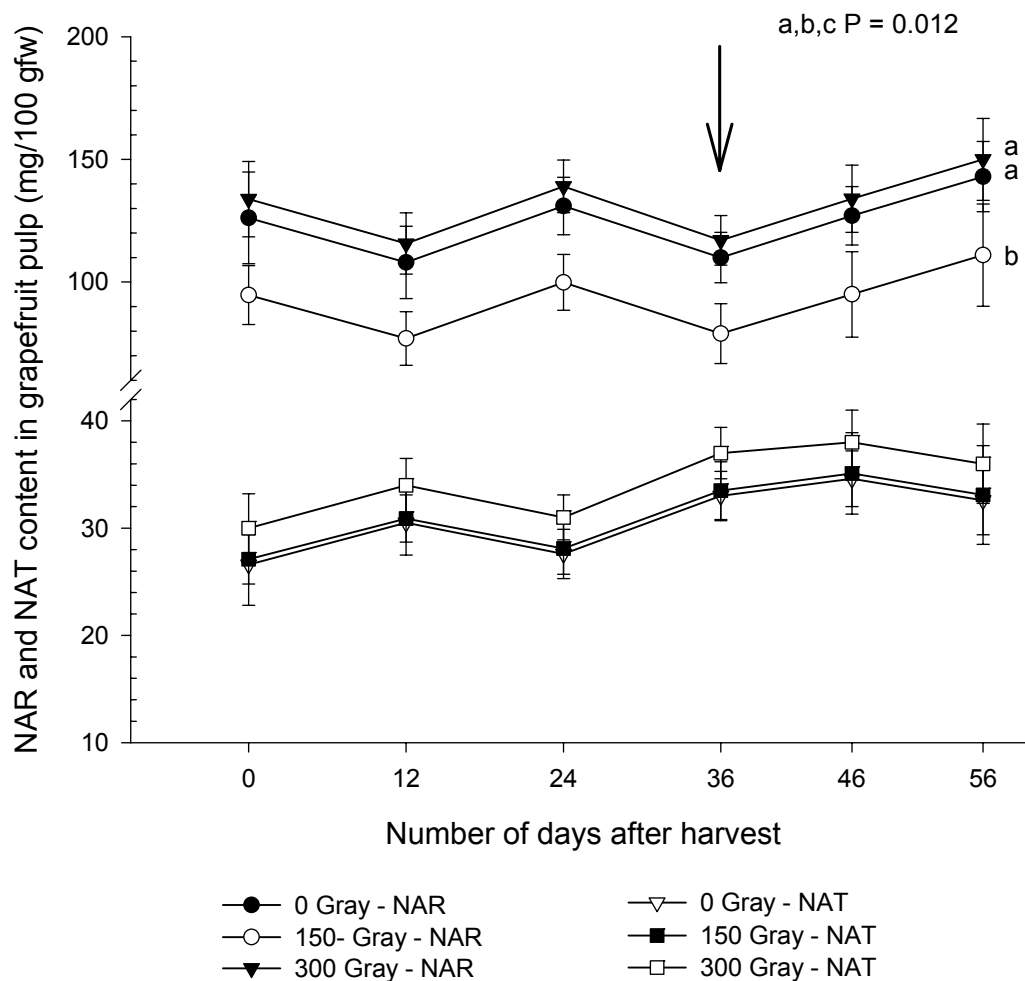 a,b,c P = 0.012
NAR and NAT content in grapefruit pulp (mg/100 gfw)
200
150
100
40
30
20
10
a
a
b
0 12 24 36 46 56
Number of days after harvest
0 Gray - NAR
150- Gray - NAR
300 Gray - NAR
0 Gray - NAT
150 Gray - NAT
300 Gray - NAT